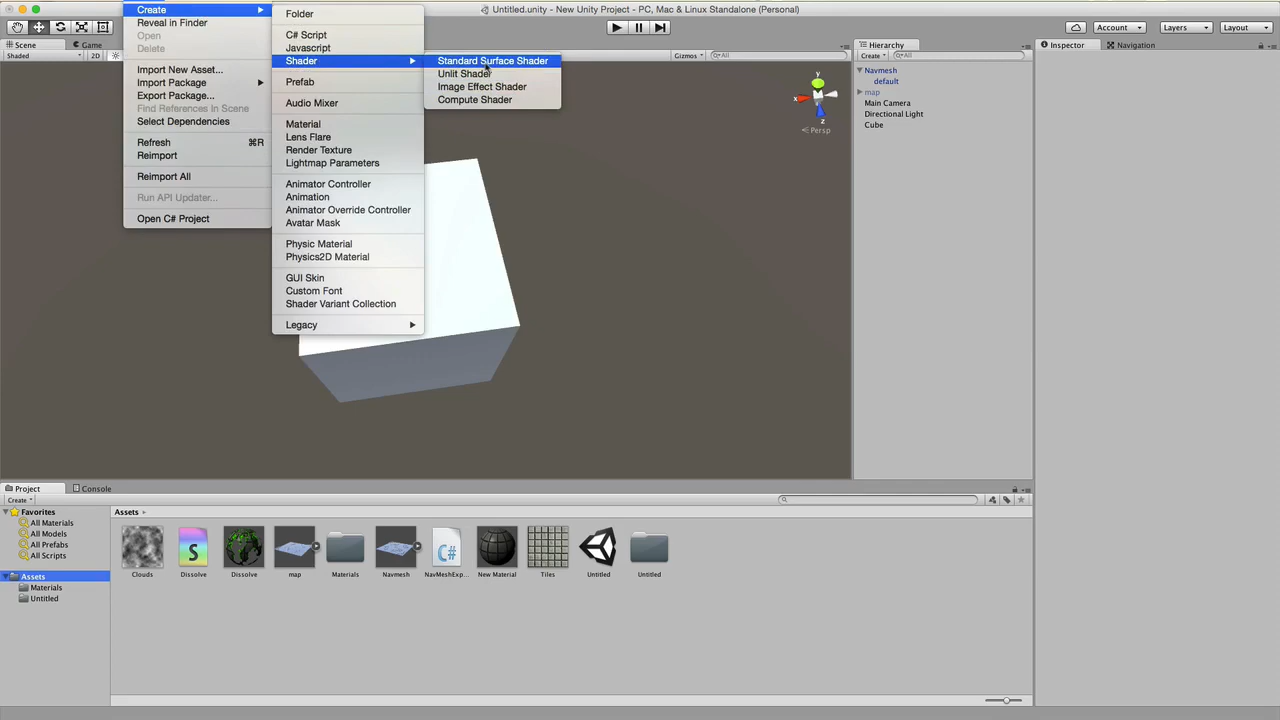 Untitled.unity - New Unity Project - PC, Mac & Linux Standalone (Personal)
Account
Layers
Layout
Scene
Game
Shaded
2D
Gizmos
All
Create
Reveal in Finder
Open
Delete
Import New Asset...
Import Package
Export Package...
Find References In Scene
Select Dependencies
Refresh ⌘R
Reimport
Reimport All
Run API Updater...
Open C# Project
Folder
C# Script
Javascript
Shader
Prefab
Audio Mixer
Material
Lens Flare
Render Texture
Lightmap Parameters
Animator Controller
Animation
Animator Override Controller
Avatar Mask
Physic Material
Physics2D Material
GUI Skin
Custom Font
Shader Variant Collection
Legacy
Standard Surface Shader
Unlit Shader
Image Effect Shader
Compute Shader
y
x
z
Persp
Hierarchy
Create
All
Navmesh
default
map
Main Camera
Directional Light
Cube
Inspector
Navigation
Project
Console
Create
Favorites
All Materials
All Models
All Prefabs
All Scripts
Assets
Materials
Untitled
Assets
S
C#
Clouds
Dissolve
Dissolve
map
Materials
Navmesh
NavMeshExp...
New Material
Tiles
Untitled
Untitled